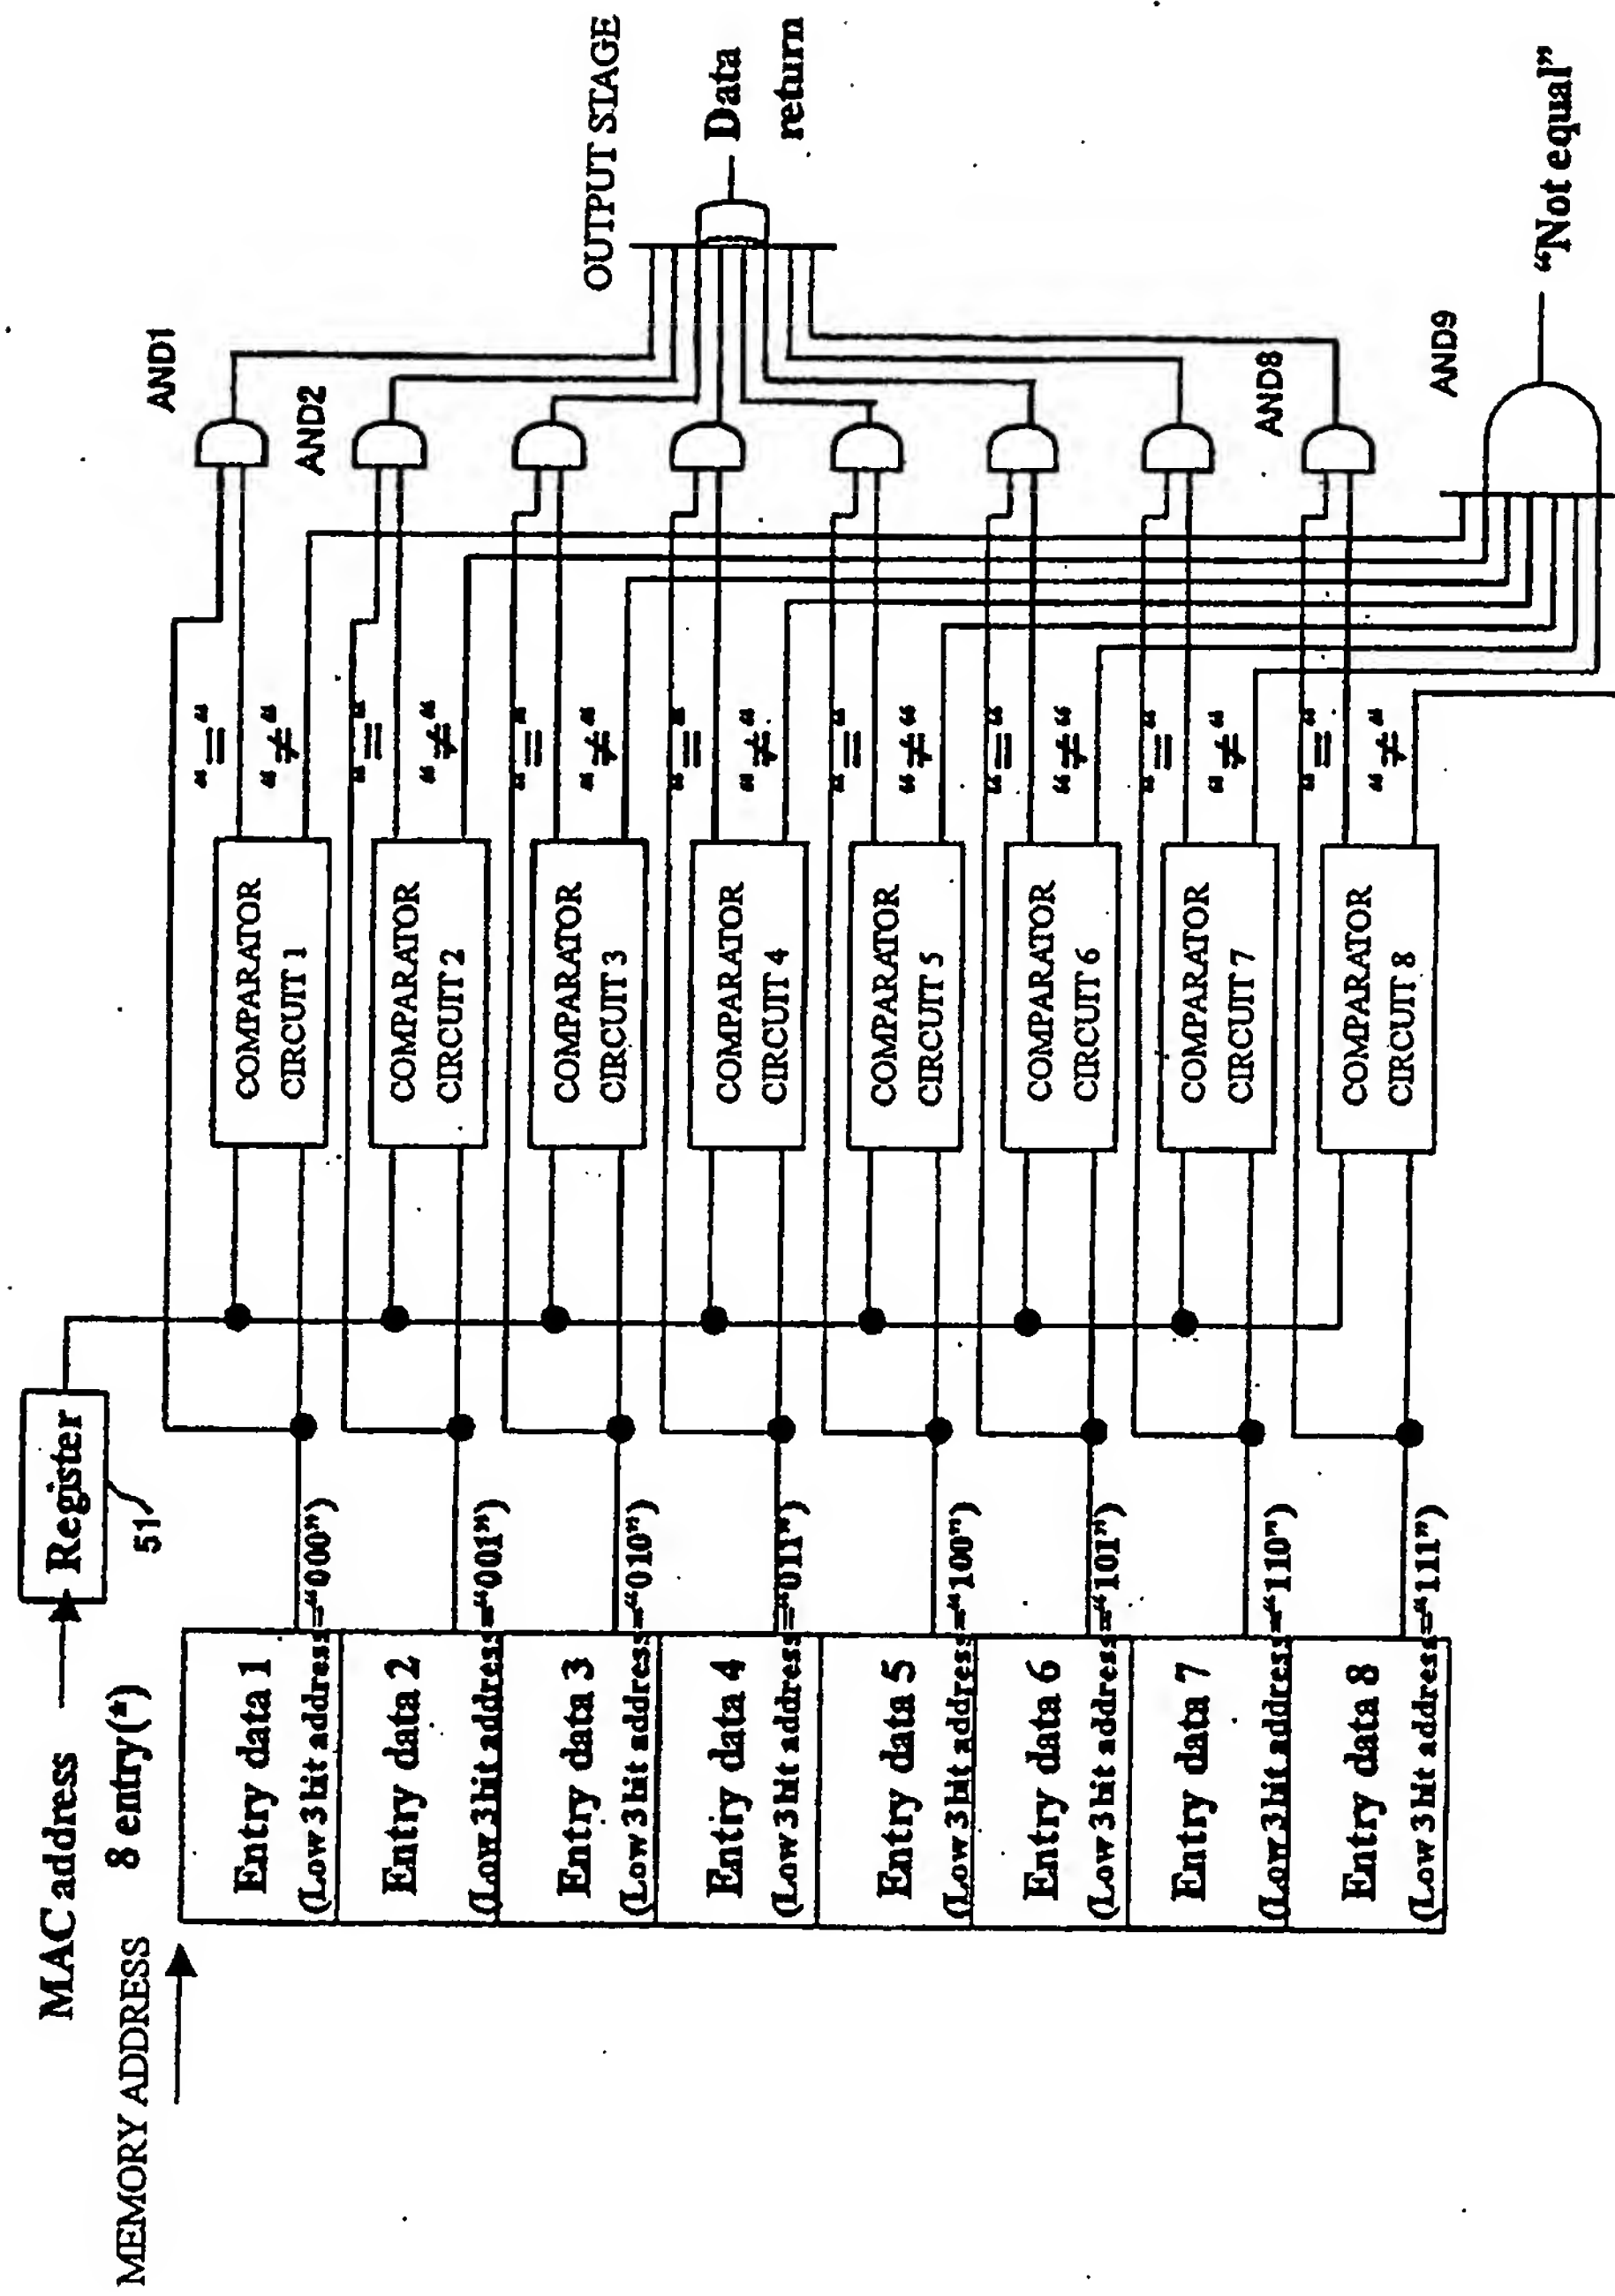 MAC address
Register
51
MEMORY ADDRESS
8 entry(*)
Entry data 1
(Low 3 bit address="000")
Entry data 2
(Low 3 bit address="001")
Entry data 3
(Low 3 bit address="010")
Entry data 4
(Low 3 bit address="011")
Entry data 5
(Low 3 bit address="100")
Entry data 6
(Low 3 bit address="101")
Entry data 7
(Low 3 bit address="110")
Entry data 8
(Low 3 bit address="111")
COMPARATOR
CIRCUIT 1
COMPARATOR
CIRCUIT 2
COMPARATOR
CIRCUIT 3
COMPARATOR
CIRCUIT 4
COMPARATOR
CIRCUIT 5
COMPARATOR
CIRCUIT 6
COMPARATOR
CIRCUIT 7
COMPARATOR
CIRCUIT 8
"="
"≠"
"="
"≠"
"="
"≠"
"="
"≠"
"="
"≠"
"="
"≠"
"="
"≠"
"="
"≠"
AND1
AND2
AND8
AND9
OUTPUT STAGE
Data
return
"Not equal"